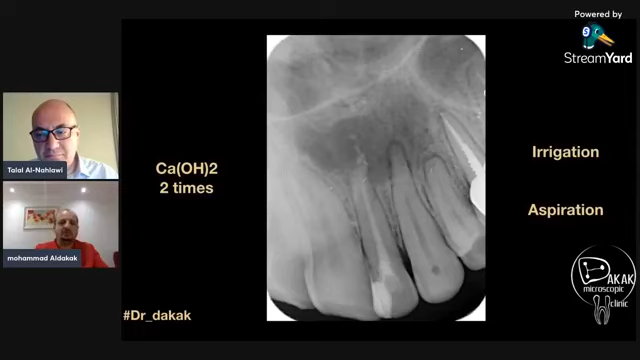 Powered by
StreamYard
Talal Al-Nahlawi
mohammad Aldakak
Ca(OH)2
2 times
Irrigation
Aspiration
#Dr_dakak
DAKAK
microscopic
clinic